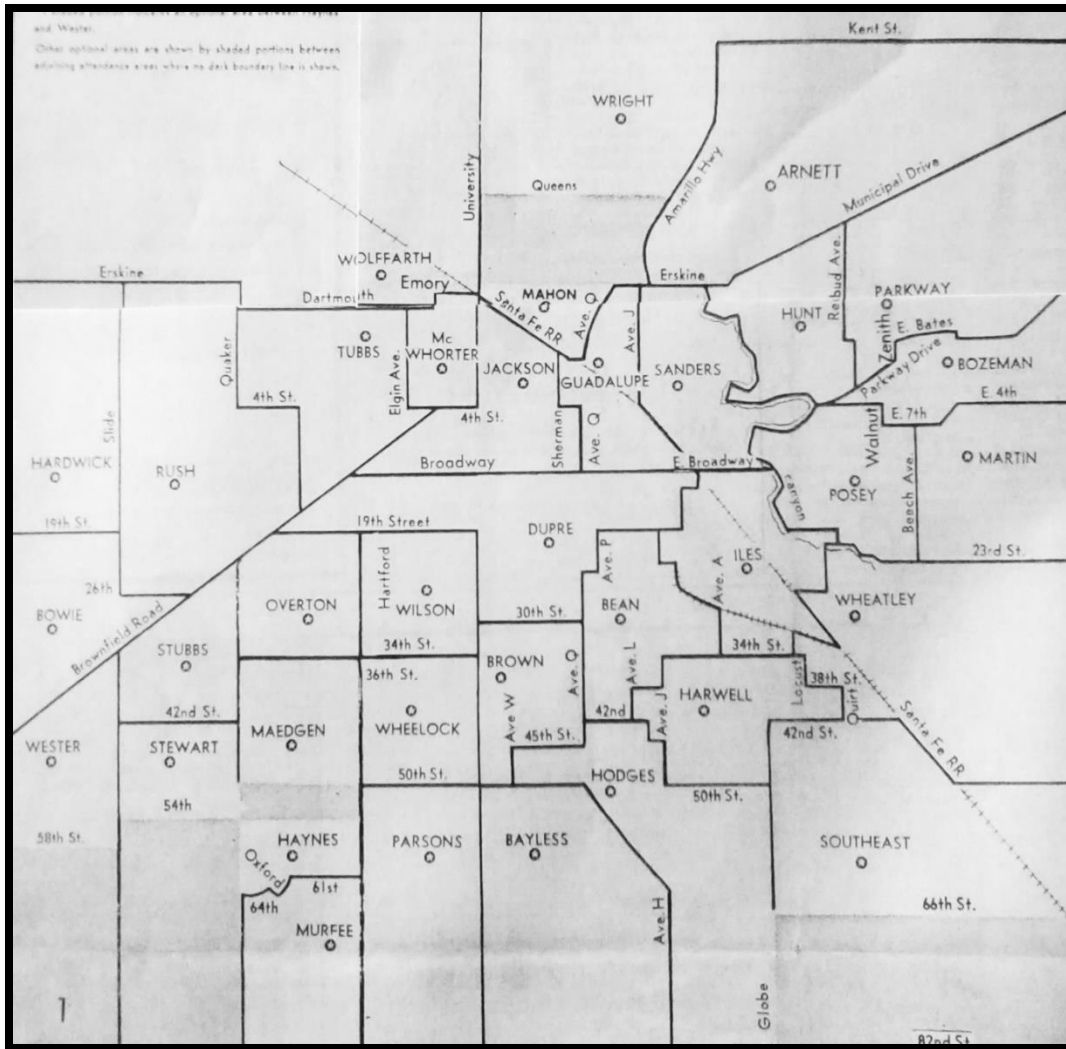 and Wester.
Other optional areas are shown by shaded portions between
adjoining attendance areas where no dark boundary line is shown.
Kent St.
WRIGHT
ARNETT
Municipal Drive
Queens
University
Amarillo Hwy
WOLFFARTH
Erskine
Erskine
Emory
Dartmouth
MAHON
Santa Fe RR
Ave. Q
Ave. J
Reibud Ave.
PARKWAY
HUNT
Zenith
E. Bates
Mc
WHORTER
TUBBS
JACKSON
GUADALUPE
SANDERS
Parkway Drive
BOZEMAN
Quaker
Elgin Ave.
4th St.
4th St.
E. 4th
E. 7th
Slide
Sherman
Ave. Q
Walnut
HARDWICK
RUSH
Broadway
E. Broadway
canyon
POSEY
Beech Ave.
MARTIN
19th St.
19th Street
DUPRE
Ave. P
Ave. A
ILES
23rd St.
26th
Hartford
BOWIE
OVERTON
WILSON
30th St.
BEAN
WHEATLEY
Brownfield Road
34th St.
34th St.
STUBBS
36th St.
BROWN
Ave. Q
Ave. L
Locust
38th St.
42nd St.
WHEELOCK
Ave W
42nd
Ave. J
HARWELL
Quirt
42nd St.
Santa Fe RR
WESTER
STEWART
MAEDGEN
45th St.
50th St.
HODGES
50th St.
54th
58th St.
HAYNES
PARSONS
BAYLESS
SOUTHEAST
Oxford
61st
64th
66th St.
MURFEE
Ave. H
Globe
82nd St.